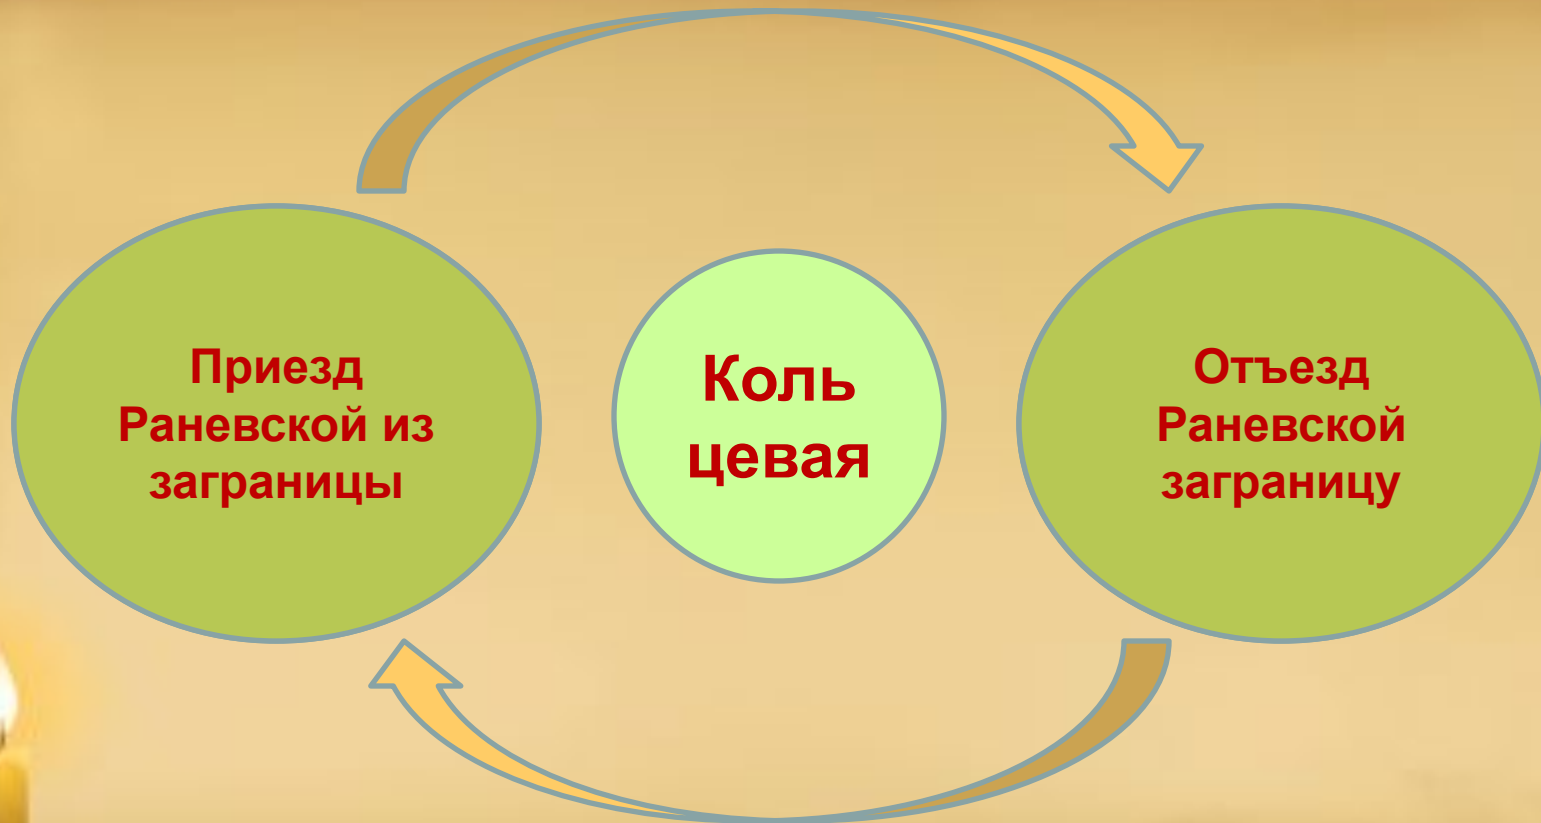 Приезд
Раневской из
заграницы
Коль
цевая
Отъезд
Раневской
заграницу